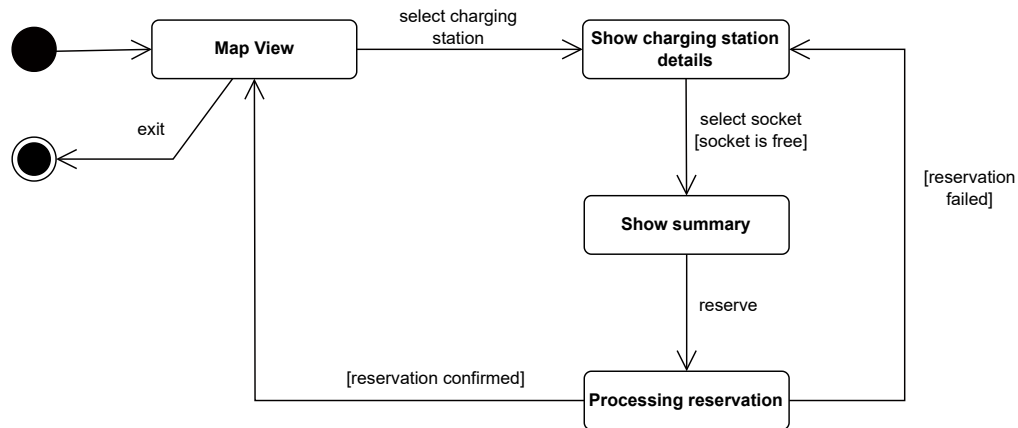 select charging
station
Map View
Show charging station
details
exit
select socket
[socket is free]
[reservation
failed]
Show summary
reserve
[reservation confirmed]
Processing reservation